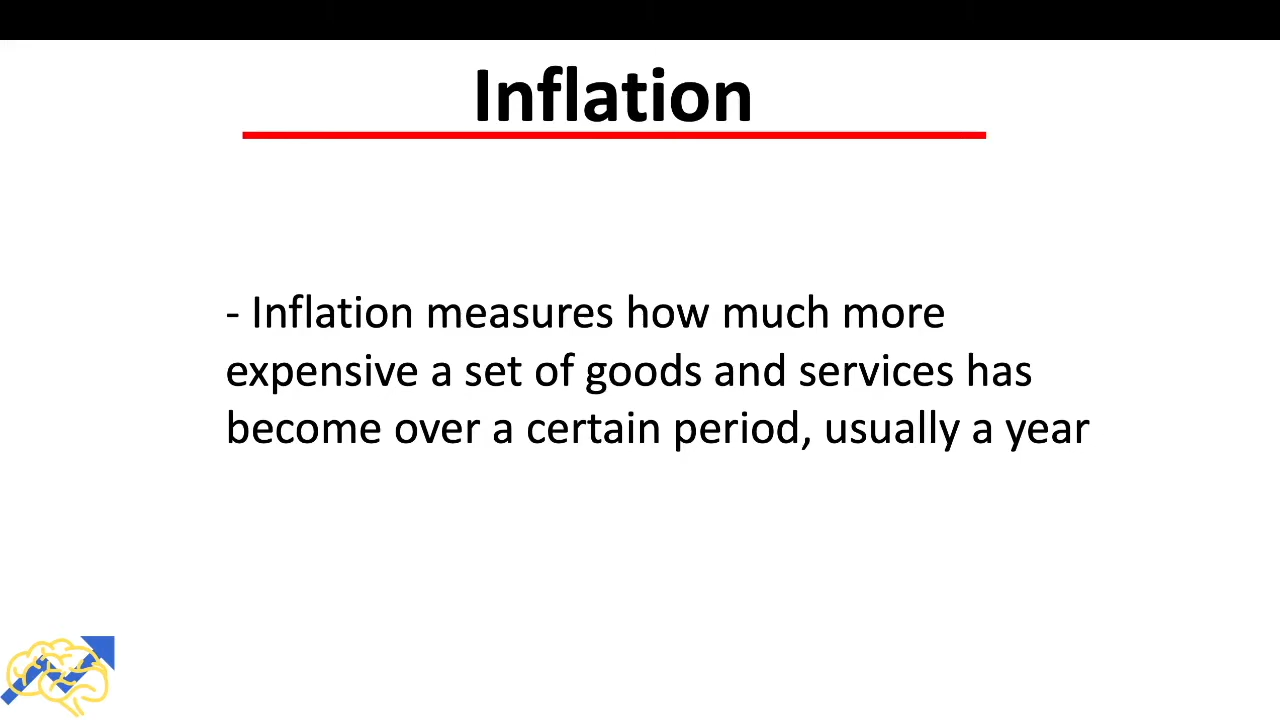 Inflation
- Inflation measures how much more
expensive a set of goods and services has
become over a certain period, usually a year